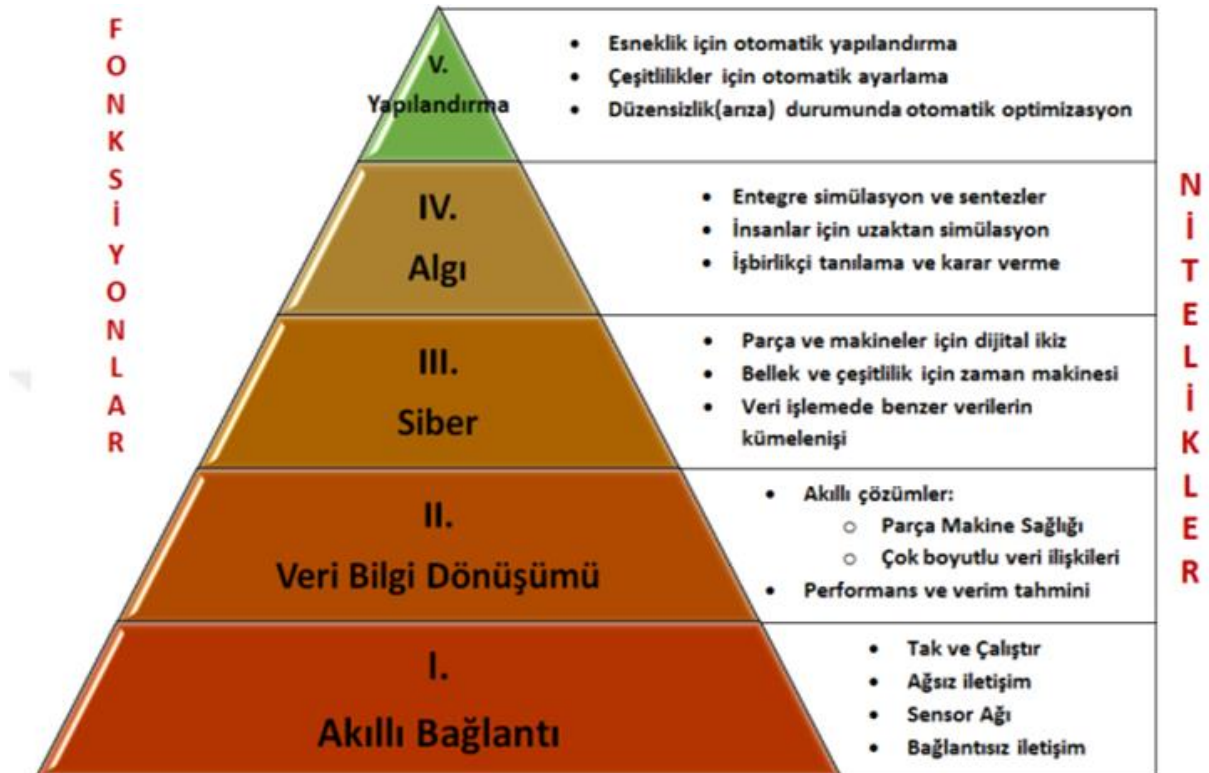 FONKSİYONLAR
V.
Yapılandırma
• Esneklik için otomatik yapılandırma
• Çeşitlilikler için otomatik ayarlama
• Düzensizlik(arıza) durumunda otomatik optimizasyon
IV.
Algı
• Entegre simülasyon ve sentezler
• İnsanlar için uzaktan simülasyon
• İşbirlikçi tanılama ve karar verme
III.
Siber
• Parça ve makineler için dijital ikiz
• Bellek ve çeşitlilik için zaman makinesi
• Veri işlemede benzer verilerin
kümelenişi
II.
Veri Bilgi Dönüşümü
• Akıllı çözümler:
o Parça Makine Sağlığı
o Çok boyutlu veri ilişkileri
• Performans ve verim tahmini
I.
Akıllı Bağlantı
• Tak ve Çalıştır
• Ağsız iletişim
• Sensor Ağı
• Bağlantısız iletişim
NİTELİKLER